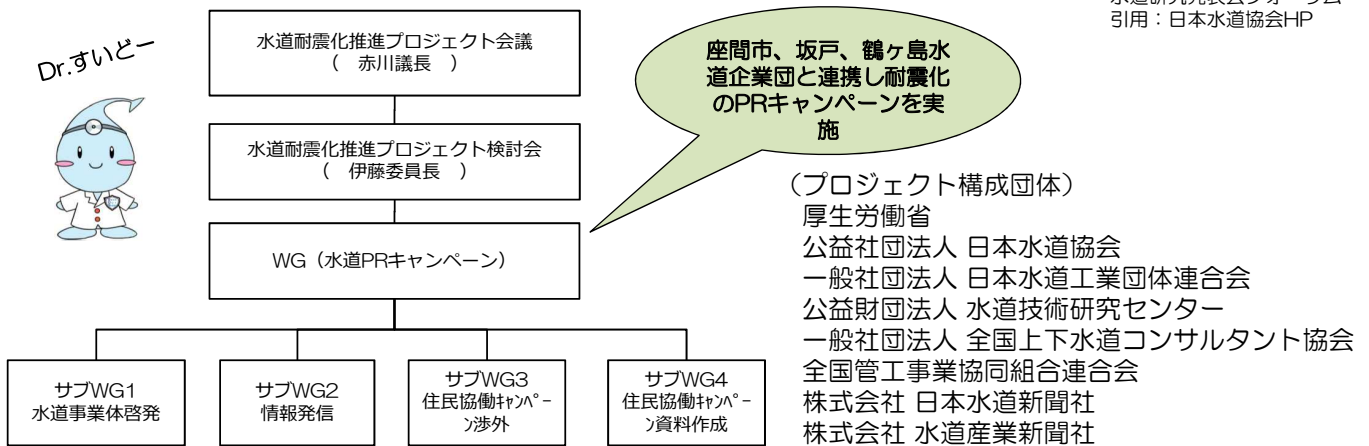 引用：日本水道協会HP
Dr.すいどー
水道耐震化推進プロジェクト会議
（　赤川議長　）
座間市、坂戸、鶴ヶ島水
道企業団と連携し耐震化
のPRキャンペーンを実
施
水道耐震化推進プロジェクト検討会
（　伊藤委員長　）
WG（水道PRキャンペーン）
サブWG1
水道事業体啓発
サブWG2
情報発信
サブWG3
住民協働ｷｬﾝﾍﾟｰ
ﾝ渉外
サブWG4
住民協働ｷｬﾝﾍﾟｰ
ﾝ資料作成
（プロジェクト構成団体）
厚生労働省
公益社団法人 日本水道協会
一般社団法人 日本水道工業団体連合会
公益財団法人 水道技術研究センター
一般社団法人 全国上下水道コンサルタント協会
全国管工事業協同組合連合会
株式会社 日本水道新聞社
株式会社 水道産業新聞社